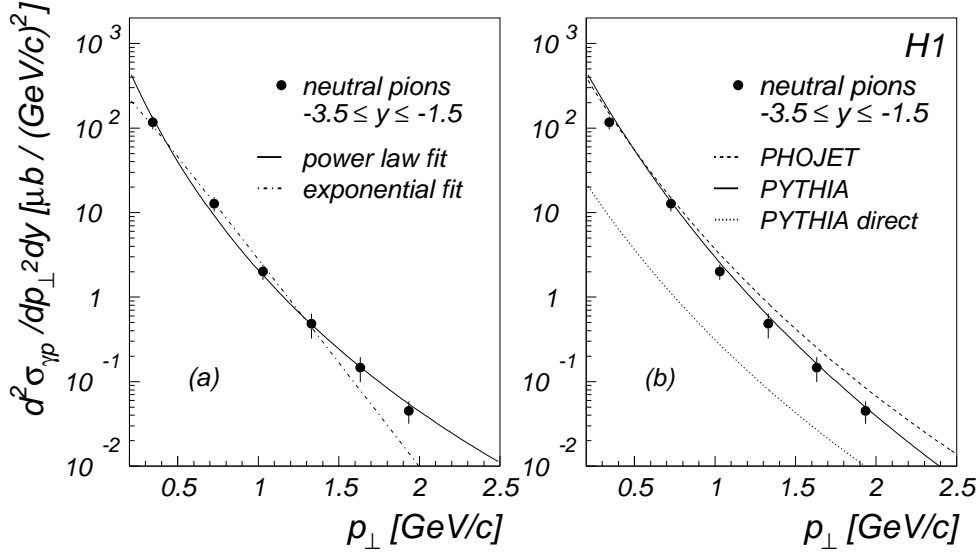 d²σγp/dp⊥²dy [μb / (GeV/c)²]
10³
10²
10
1
10⁻¹
10⁻²
neutral pions
-3.5 ≤ y ≤ -1.5
power law fit
exponential fit
(a)
0.5 1 1.5 2 2.5
p⊥ [GeV/c]
H1
10³
10²
10
1
10⁻¹
10⁻²
neutral pions
-3.5 ≤ y ≤ -1.5
PHOJET
PYTHIA
PYTHIA direct
(b)
0.5 1 1.5 2 2.5
p⊥ [GeV/c]